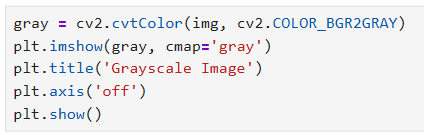 gray = cv2.cvtColor(img, cv2.COLOR_BGR2GRAY)
plt.imshow(gray, cmap='gray')
plt.title('Grayscale Image')
plt.axis('off')
plt.show()